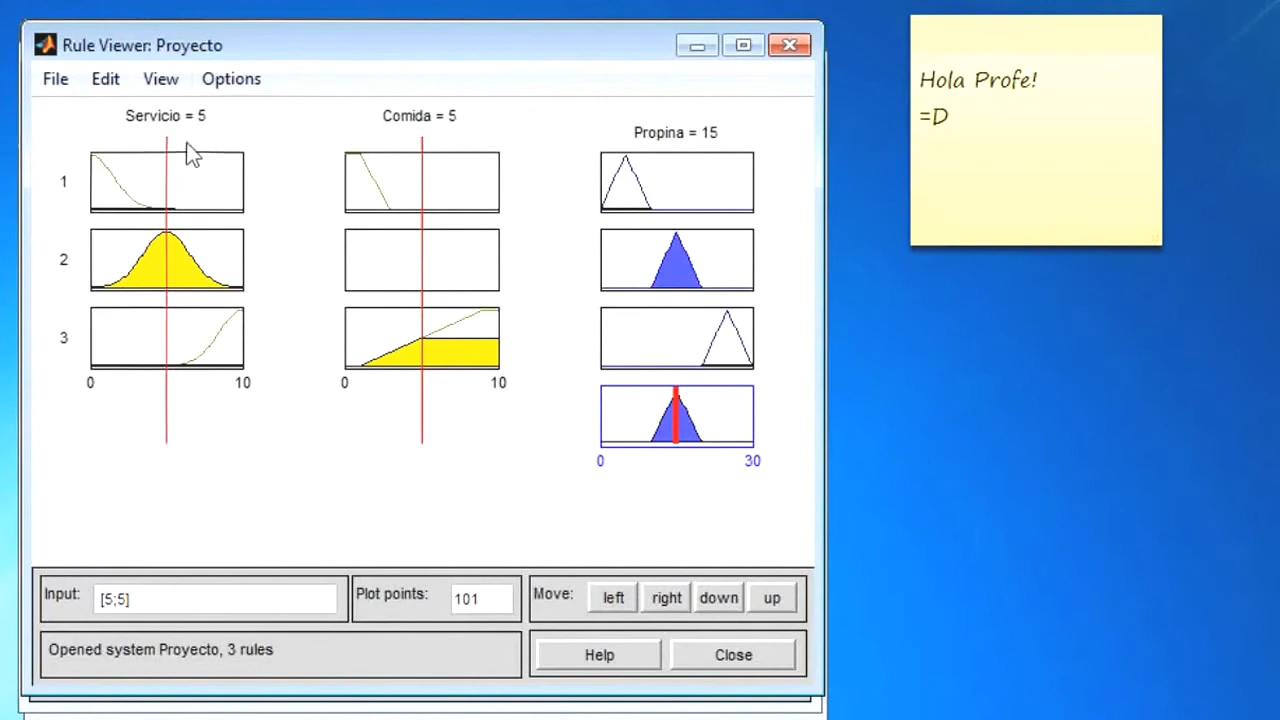 Rule Viewer: Proyecto
File Edit View Options
Servicio = 5
Comida = 5
Propina = 15
1
2
3
0 10
0 10
0 30
Input: [5;5]
Plot points: 101
Move: left right down up
Opened system Proyecto, 3 rules
Help Close
Hola Profe!
=D